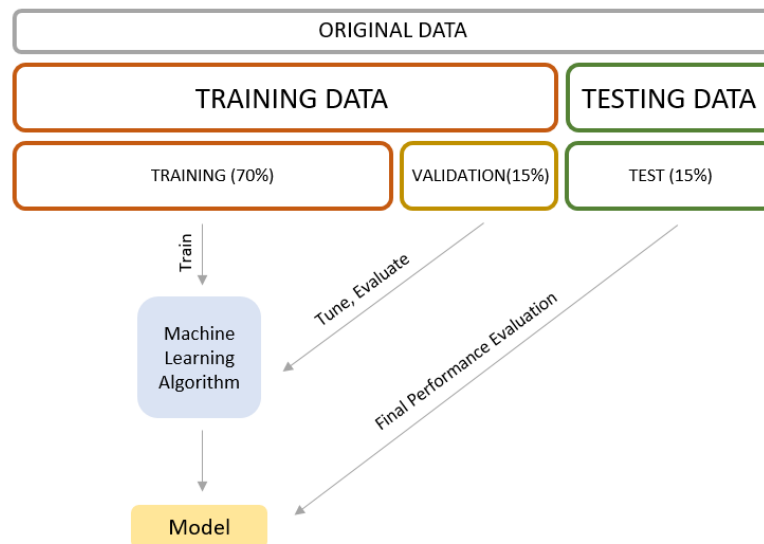 ORIGINAL DATA
TRAINING DATA
TESTING DATA
TRAINING (70%)
VALIDATION(15%)
TEST (15%)
Train
Tune, Evaluate
Final Performance Evaluation
Machine
Learning
Algorithm
Model